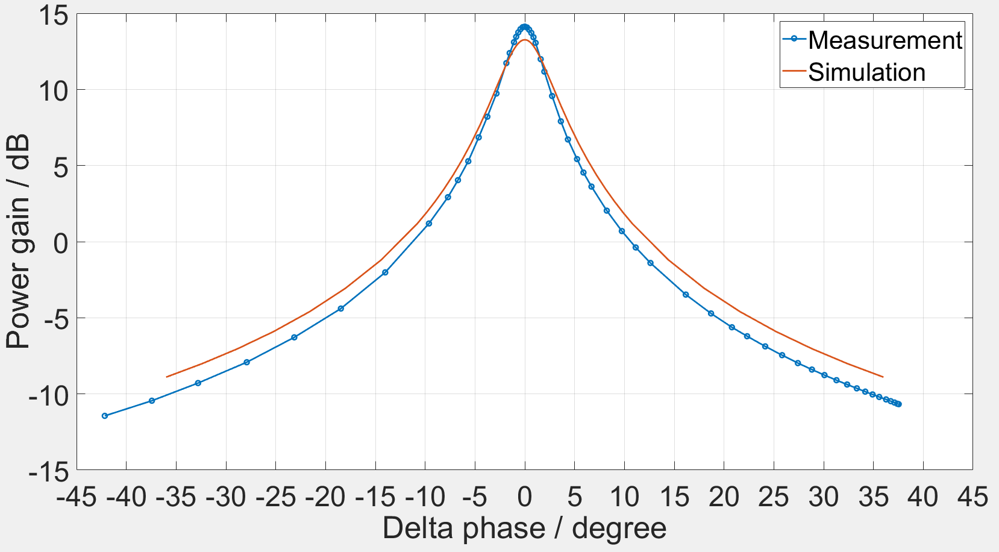 Measurement
Simulation
15
10
5
0
-5
-10
-15
Power gain / dB
-45 -40 -35 -30 -25 -20 -15 -10 -5 0 5 10 15 20 25 30 35 40 45
Delta phase / degree